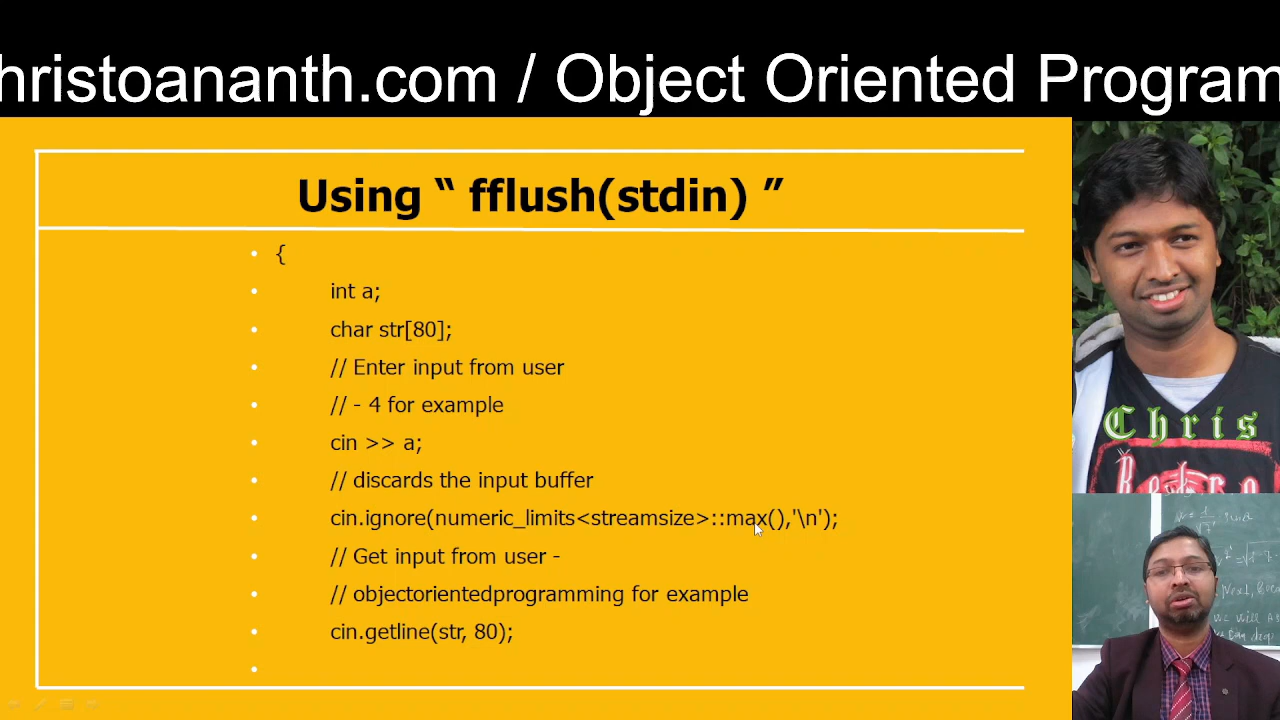 hristoananth.com / Object Oriented Program
Using “ fflush(stdin) ”
{
int a;
char str[80];
// Enter input from user
// - 4 for example
cin >> a;
// discards the input buffer
cin.ignore(numeric_limits<streamsize>::max(),'\n');
// Get input from user -
// objectorientedprogramming for example
cin.getline(str, 80);
Chris